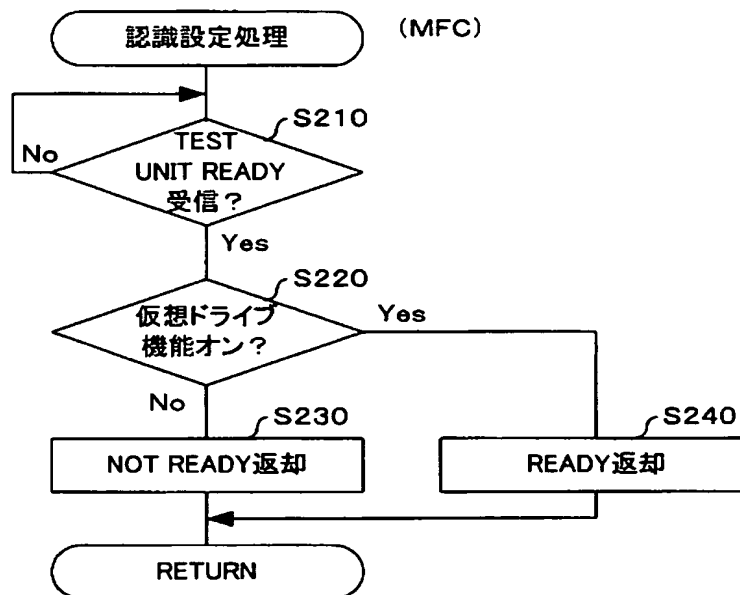 認識設定処理
(MFC)
S210
TEST
UNIT READY
受信?
No
Yes
S220
仮想ドライブ
機能オン?
Yes
No
S230
NOT READY返却
S240
READY返却
RETURN